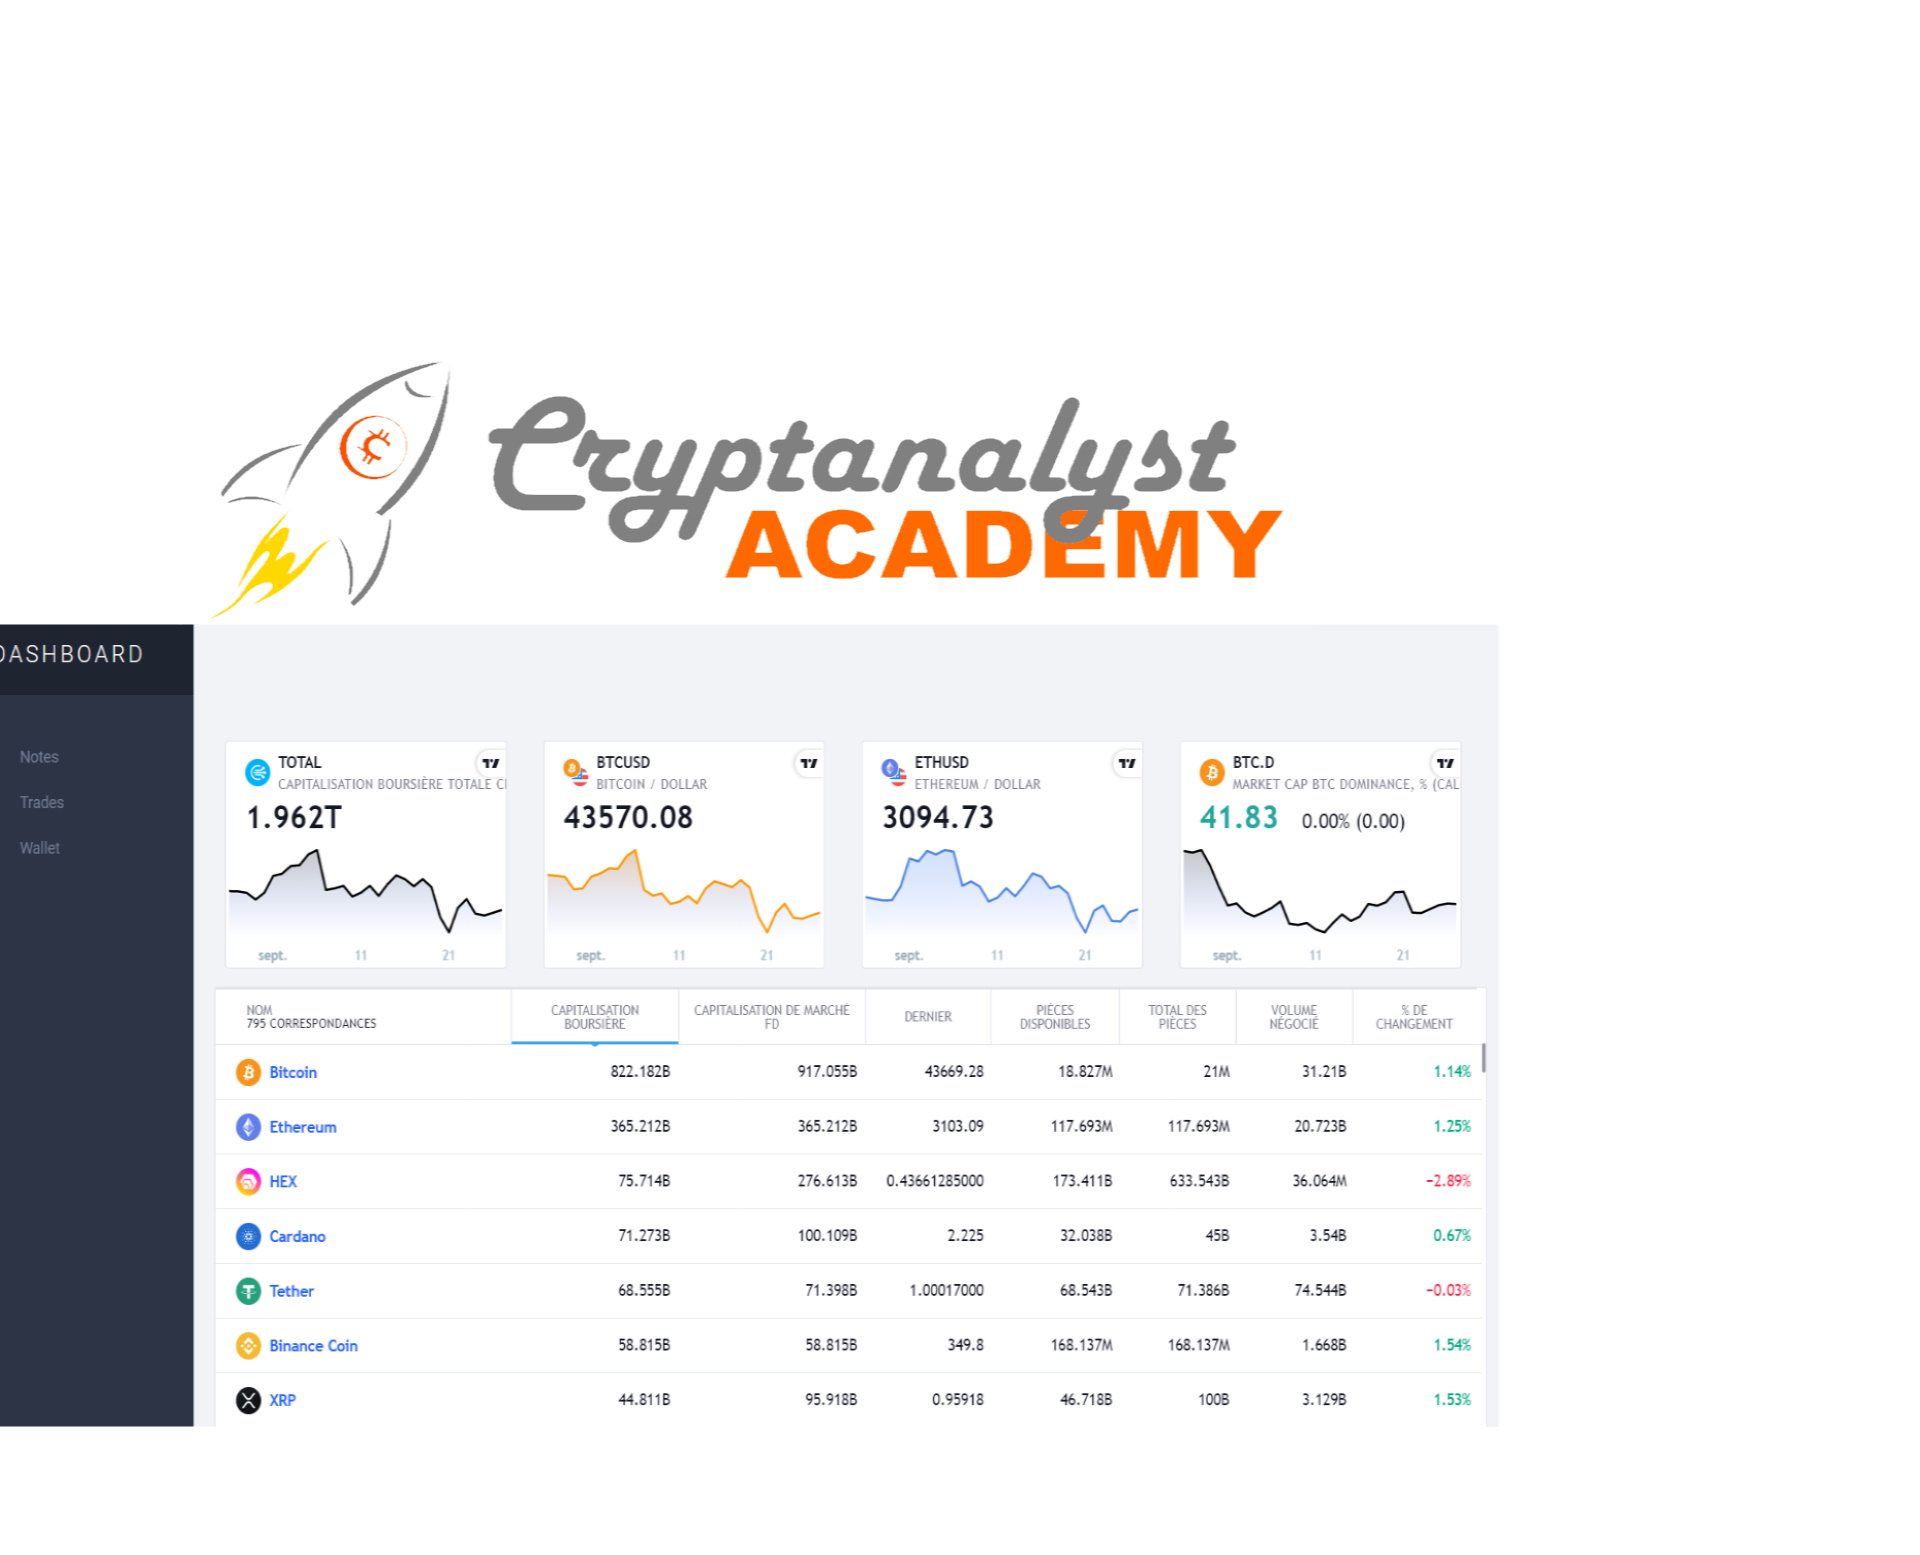 Cryptanalyst
ACADEMY
DASHBOARD
Notes
Trades
Wallet
TOTAL
CAPITALISATION BOURSIÈRE TOTALE C
1.962T
sept. 11 21
BTCUSD
BITCOIN / DOLLAR
43570.08
sept. 11 21
ETHUSD
ETHEREUM / DOLLAR
3094.73
sept. 11 21
BTC.D
MARKET CAP BTC DOMINANCE, % (CAL
41.83 0.00% (0.00)
sept. 11 21
NOM
795 CORRESPONDANCES
CAPITALISATION
BOURSIÈRE
CAPITALISATION DE MARCHÉ
FD
DERNIER
PIÈCES
DISPONIBLES
TOTAL DES
PIÈCES
VOLUME
NÉGOCIÉ
% DE
CHANGEMENT
Bitcoin 822.182B 917.055B 43669.28 18.827M 21M 31.21B 1.14%
Ethereum 365.212B 365.212B 3103.09 117.693M 117.693M 20.723B 1.25%
HEX 75.714B 276.613B 0.43661285000 173.411B 633.543B 36.064M −2.89%
Cardano 71.273B 100.109B 2.225 32.038B 45B 3.54B 0.67%
Tether 68.555B 71.398B 1.00017000 68.543B 71.386B 74.544B −0.03%
Binance Coin 58.815B 58.815B 349.8 168.137M 168.137M 1.668B 1.54%
XRP 44.811B 95.918B 0.95918 46.718B 100B 3.129B 1.53%